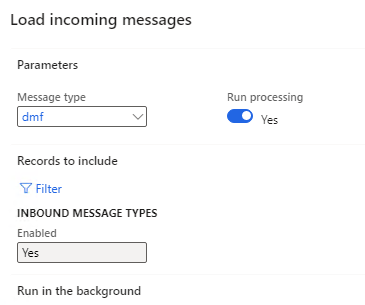 Load incoming messages
Parameters
Message type
Run processing
dmf
Yes
Records to include
Filter
INBOUND MESSAGE TYPES
Enabled
Yes
Run in the background